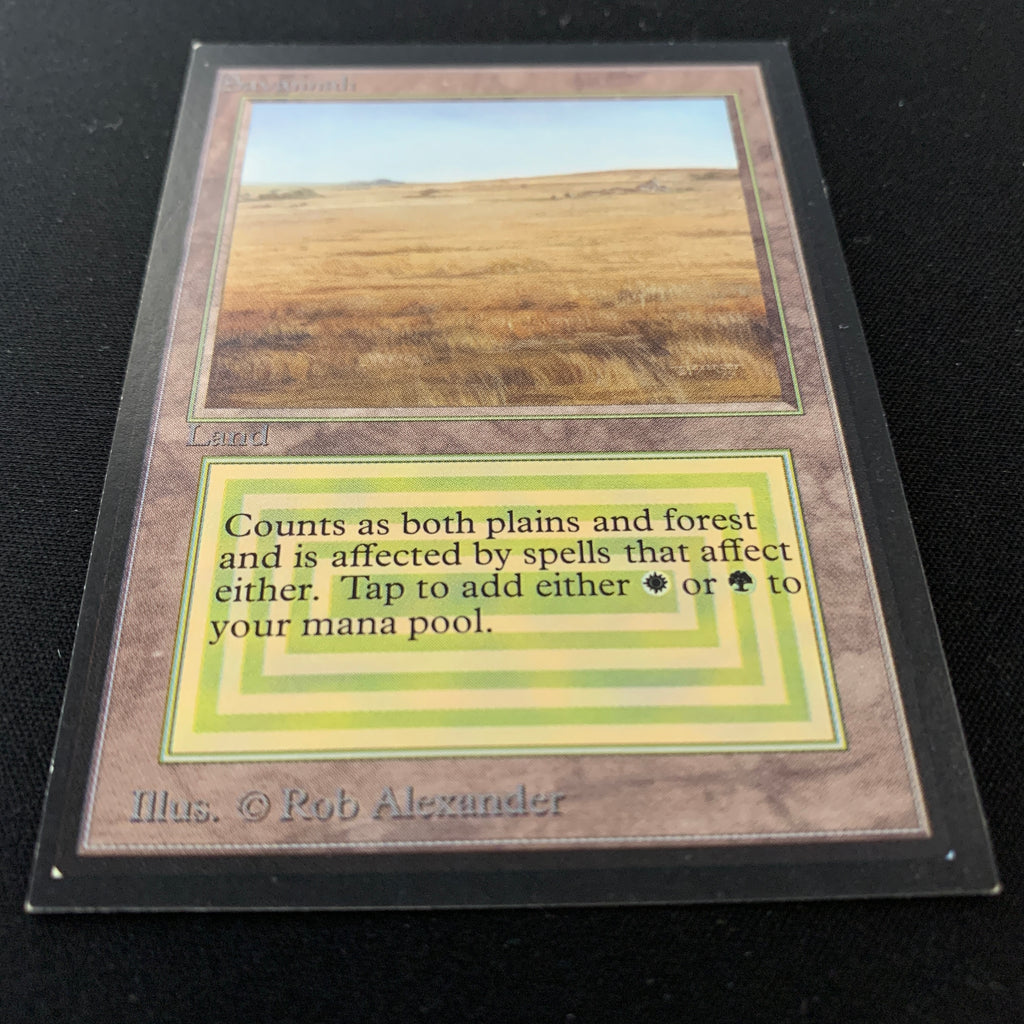 Savannah
Land
Counts as both plains and forest
and is affected by spells that affect
either. Tap to add either or to
your mana pool.
Illus. © Rob Alexander